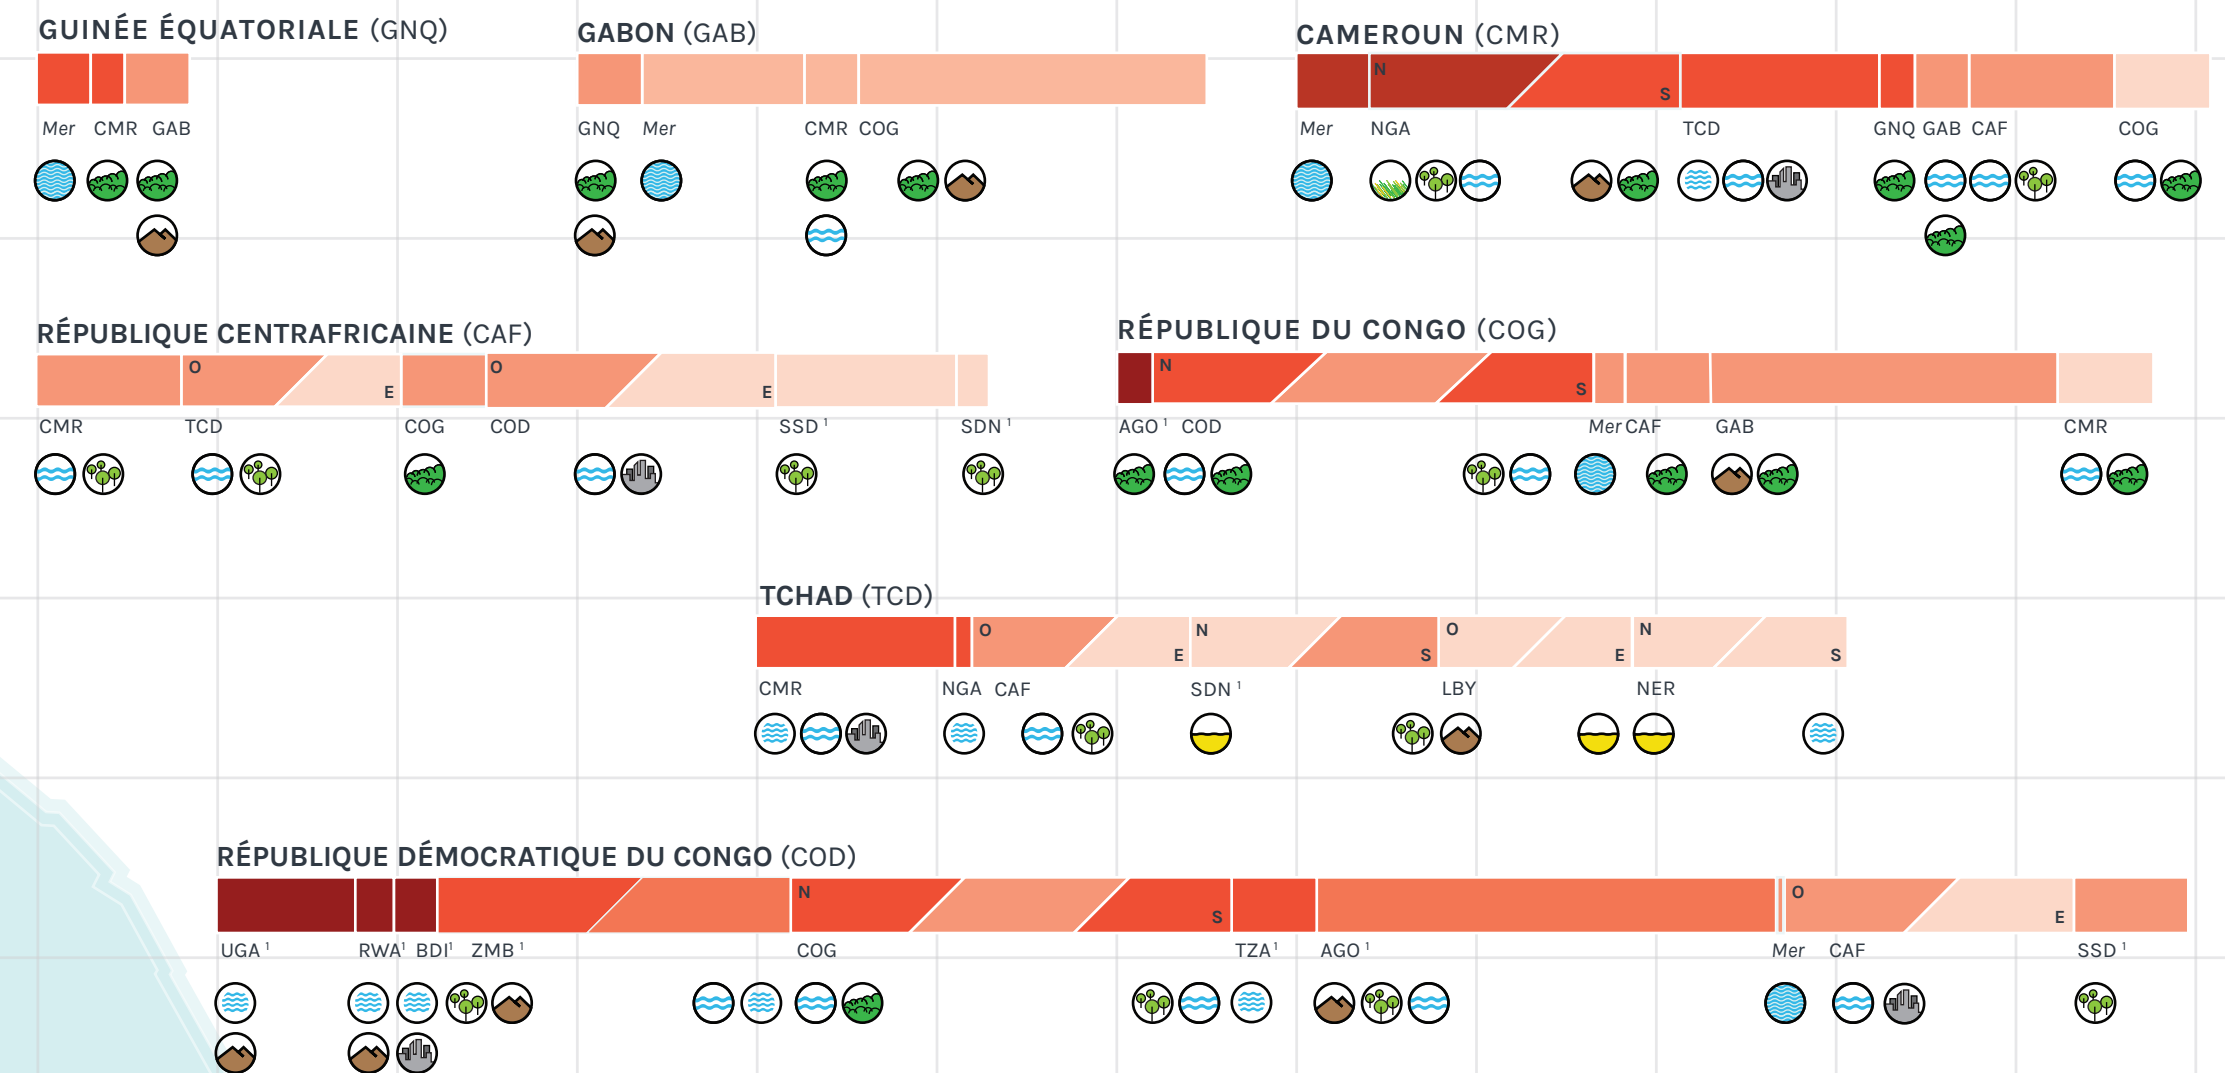 GUINÉE ÉQUATORIALE (GNQ)
Mer CMR GAB
GABON (GAB)
GNQ Mer CMR COG
CAMEROUN (CMR)
N
S
Mer NGA TCD GNQ GAB CAF COG
RÉPUBLIQUE CENTRAFRICAINE (CAF)
O E O E
CMR TCD COG COD SSD ¹ SDN ¹
RÉPUBLIQUE DU CONGO (COG)
N
S
AGO ¹ COD Mer CAF GAB CMR
TCHAD (TCD)
O E N S O E N S
CMR NGA CAF SDN ¹ LBY NER
RÉPUBLIQUE DÉMOCRATIQUE DU CONGO (COD)
N S O E
UGA ¹ RWA¹ BDI¹ ZMB ¹ COG TZA¹ AGO ¹ Mer CAF SSD ¹